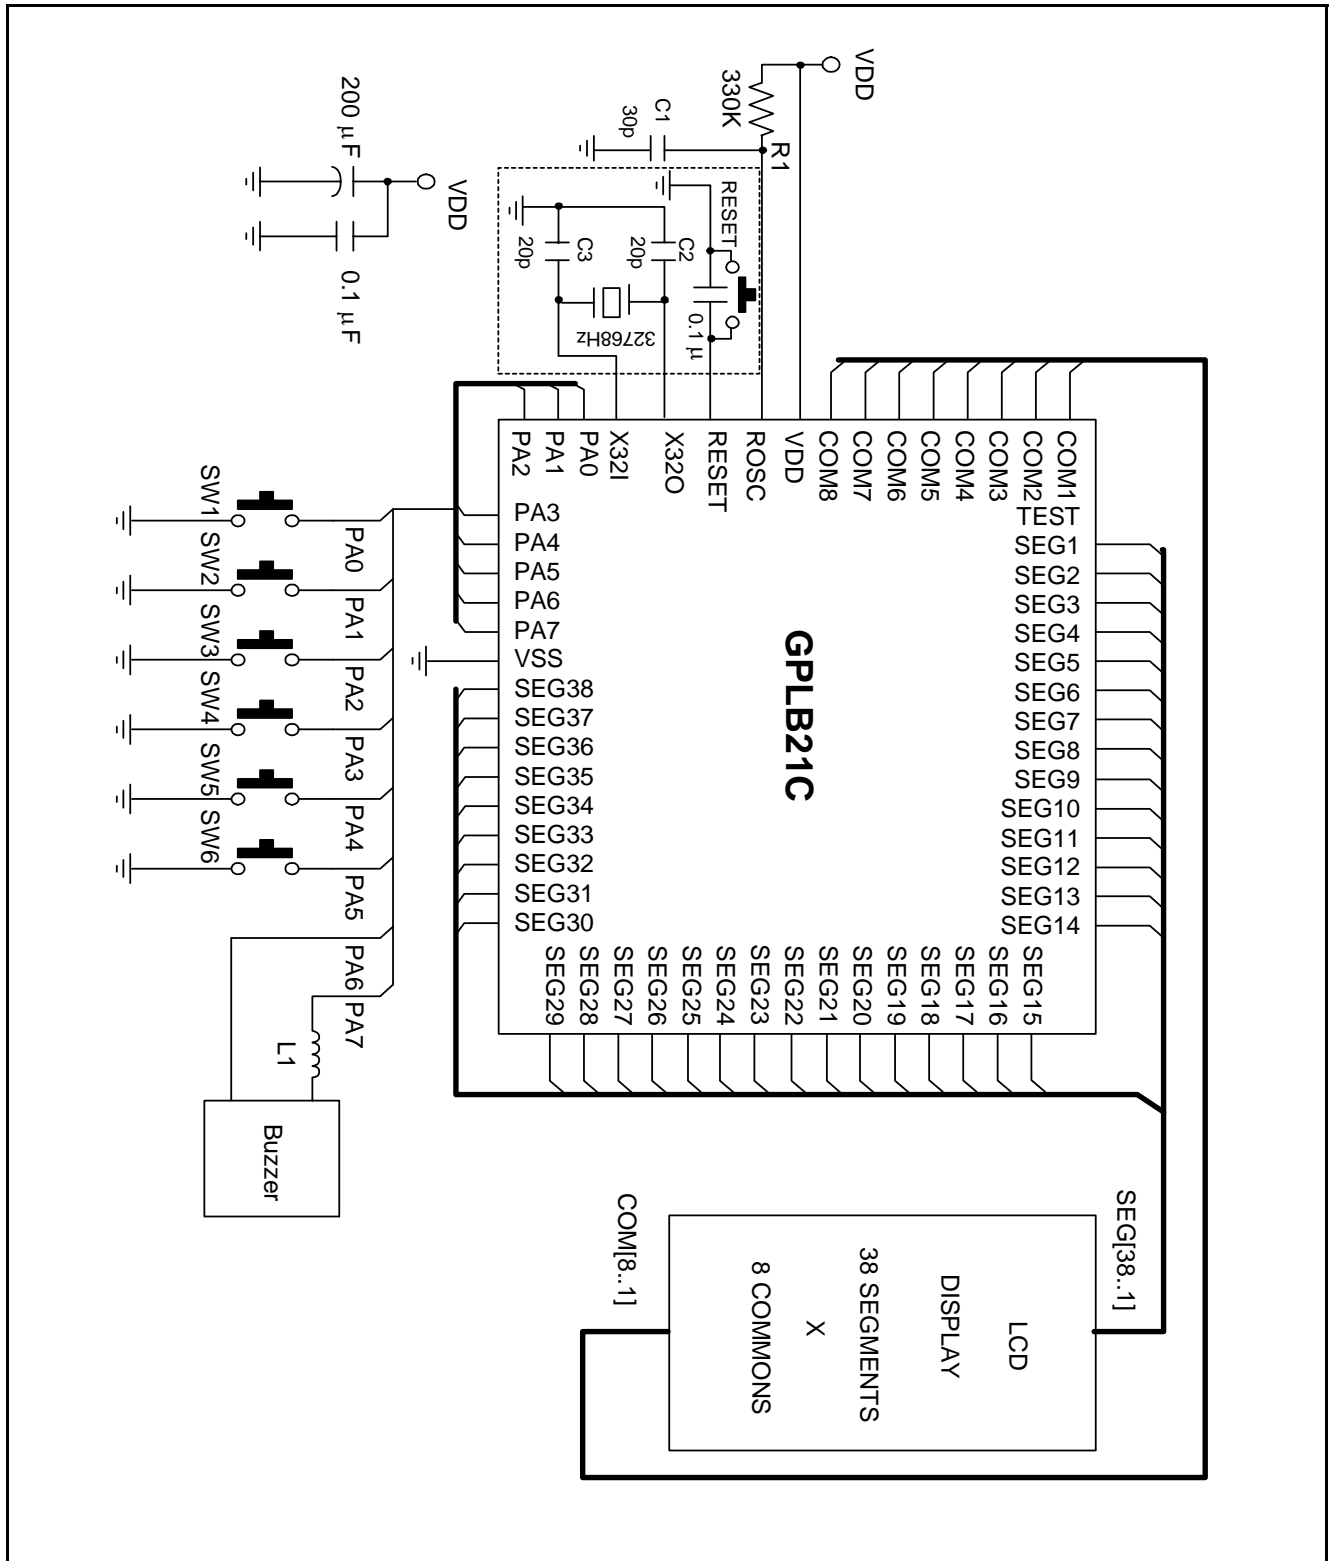 VDD
330K
R1
C1
30p
200 μF
VDD
0.1 μF
RESET
0.1 μ
C2
20p
C3
20p
32768Hz
PA2
PA1
PA0
X32I
X32O
RESET
ROSC
VDD
COM8
COM7
COM6
COM5
COM4
COM3
COM2
COM1
TEST
SEG1
SEG2
SEG3
SEG4
SEG5
SEG6
SEG7
SEG8
SEG9
SEG10
SEG11
SEG12
SEG13
SEG14
PA3
PA4
PA5
PA6
PA7
VSS
SEG38
SEG37
SEG36
SEG35
SEG34
SEG33
SEG32
SEG31
SEG30
GPLB21C
SEG29
SEG28
SEG27
SEG26
SEG25
SEG24
SEG23
SEG22
SEG21
SEG20
SEG19
SEG18
SEG17
SEG16
SEG15
SW1
PA0
SW2
PA1
SW3
PA2
SW4
PA3
SW5
PA4
SW6
PA5
PA6
PA7
L1
Buzzer
COM[8..1]
SEG[38..1]
LCD
DISPLAY
38 SEGMENTS
X
8 COMMONS